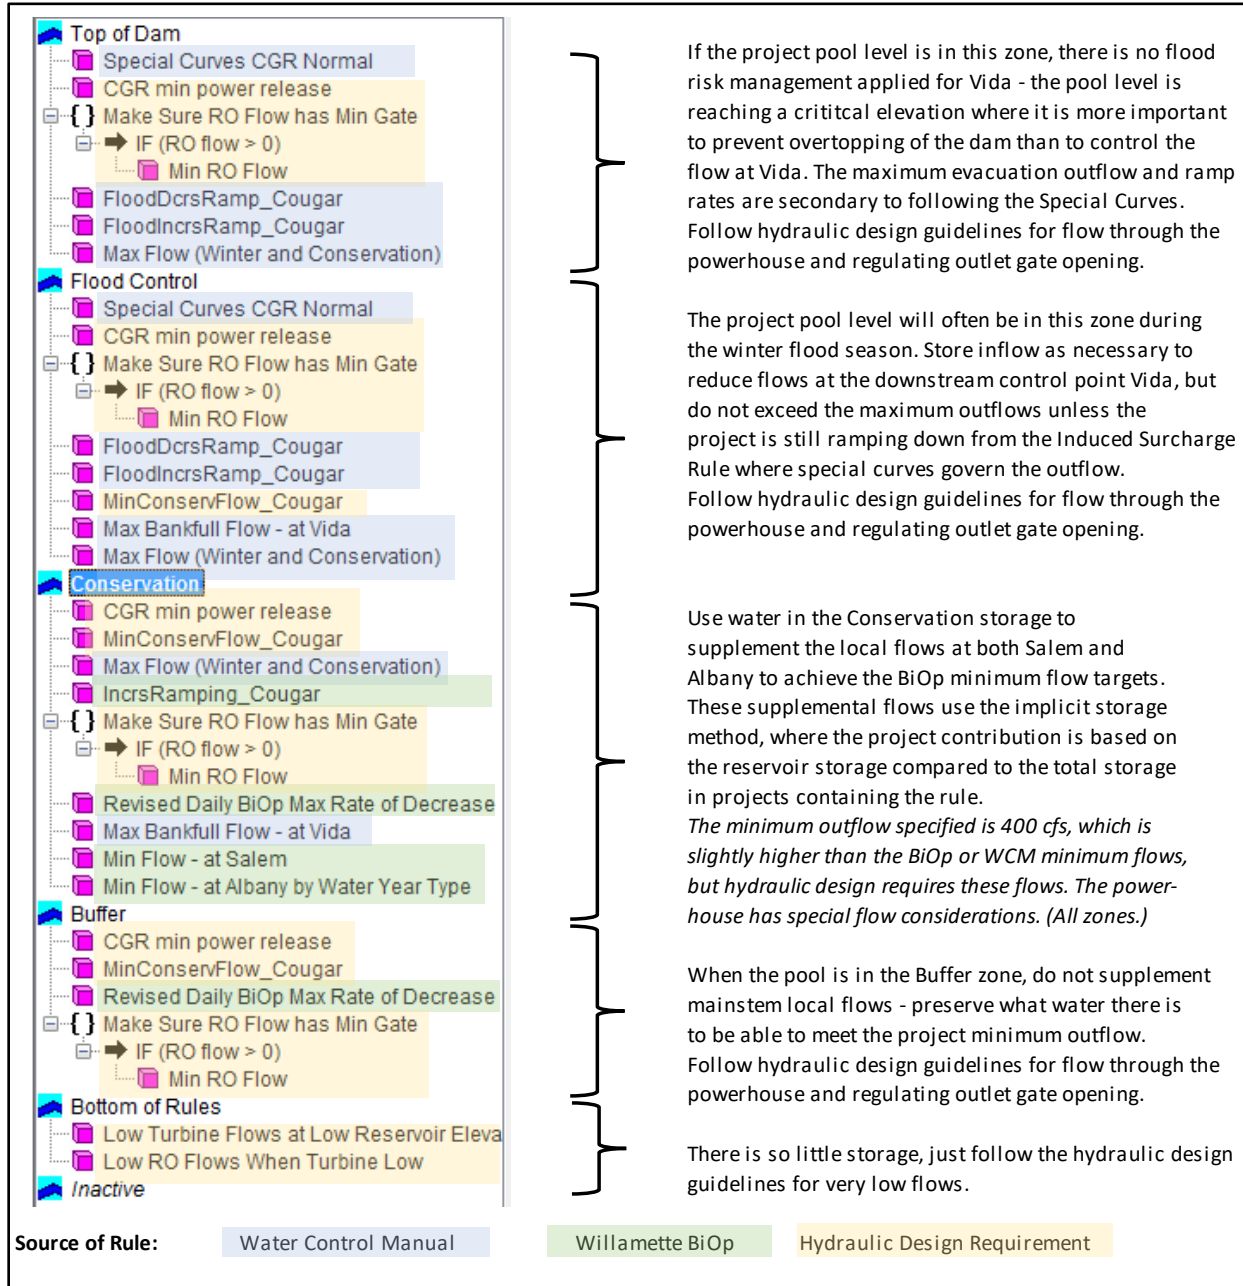 Top of Dam
Special Curves CGR Normal
CGR min power release
{ } Make Sure RO Flow has Min Gate
IF (RO flow > 0)
Min RO Flow
FloodDcrsRamp_Cougar
FloodIncrsRamp_Cougar
Max Flow (Winter and Conservation)
Flood Control
Special Curves CGR Normal
CGR min power release
{ } Make Sure RO Flow has Min Gate
IF (RO flow > 0)
Min RO Flow
FloodDcrsRamp_Cougar
FloodIncrsRamp_Cougar
MinConservFlow_Cougar
Max Bankfull Flow - at Vida
Max Flow (Winter and Conservation)
Conservation
CGR min power release
MinConservFlow_Cougar
Max Flow (Winter and Conservation)
IncrsRamping_Cougar
{ } Make Sure RO Flow has Min Gate
IF (RO flow > 0)
Min RO Flow
Revised Daily BiOp Max Rate of Decrease
Max Bankfull Flow - at Vida
Min Flow - at Salem
Min Flow - at Albany by Water Year Type
Buffer
CGR min power release
MinConservFlow_Cougar
Revised Daily BiOp Max Rate of Decrease
{ } Make Sure RO Flow has Min Gate
IF (RO flow > 0)
Min RO Flow
Bottom of Rules
Low Turbine Flows at Low Reservoir Eleva
Low RO Flows When Turbine Low
Inactive
If the project pool level is in this zone, there is no flood
risk management applied for Vida - the pool level is
reaching a crititcal elevation where it is more important
to prevent overtopping of the dam than to control the
flow at Vida. The maximum evacuation outflow and ramp
rates are secondary to following the Special Curves.
Follow hydraulic design guidelines for flow through the
powerhouse and regulating outlet gate opening.
The project pool level will often be in this zone during
the winter flood season. Store inflow as necessary to
reduce flows at the downstream control point Vida, but
do not exceed the maximum outflows unless the
project is still ramping down from the Induced Surcharge
Rule where special curves govern the outflow.
Follow hydraulic design guidelines for flow through the
powerhouse and regulating outlet gate opening.
Use water in the Conservation storage to
supplement the local flows at both Salem and
Albany to achieve the BiOp minimum flow targets.
These supplemental flows use the implicit storage
method, where the project contribution is based on
the reservoir storage compared to the total storage
in projects containing the rule.
The minimum outflow specified is 400 cfs, which is
slightly higher than the BiOp or WCM minimum flows,
but hydraulic design requires these flows. The power-
house has special flow considerations. (All zones.)
When the pool is in the Buffer zone, do not supplement
mainstem local flows - preserve what water there is
to be able to meet the project minimum outflow.
Follow hydraulic design guidelines for flow through the
powerhouse and regulating outlet gate opening.
There is so little storage, just follow the hydraulic design
guidelines for very low flows.
Source of Rule: Water Control Manual Willamette BiOp Hydraulic Design Requirement